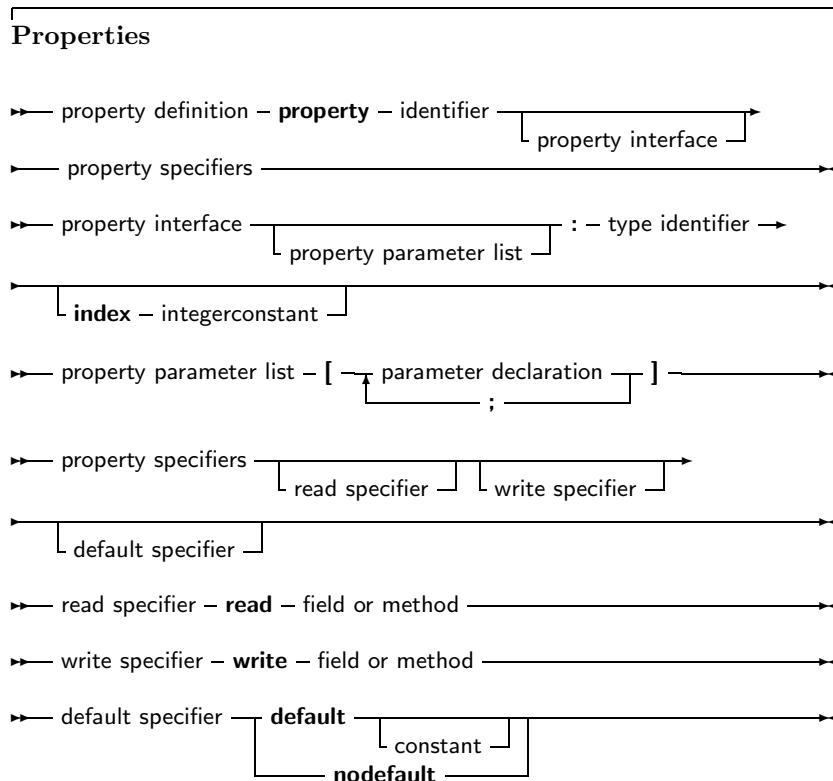 Properties
property definition property identifier
property interface
property specifiers
property interface : type identifier
property parameter list
index integerconstant
property parameter list [ parameter declaration ]
;
property specifiers
read specifier write specifier
default specifier
read specifier read field or method
write specifier write field or method
default specifier default
constant
nodefault